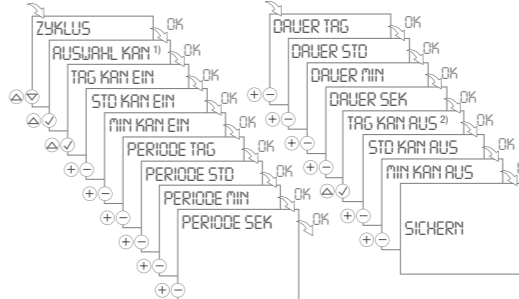 ZYKLUS
OK
AUSWAHL KAN 1)
OK
TAG KAN EIN
OK
STD KAN EIN
OK
MIN KAN EIN
OK
PERIODE TAG
OK
PERIODE STD
OK
PERIODE MIN
OK
PERIODE SEK
OK
DAUER TAG
OK
DAUER STD
OK
DAUER MIN
OK
DAUER SEK
OK
TAG KAN AUS 2)
OK
STD KAN AUS
OK
MIN KAN AUS
SICHERN